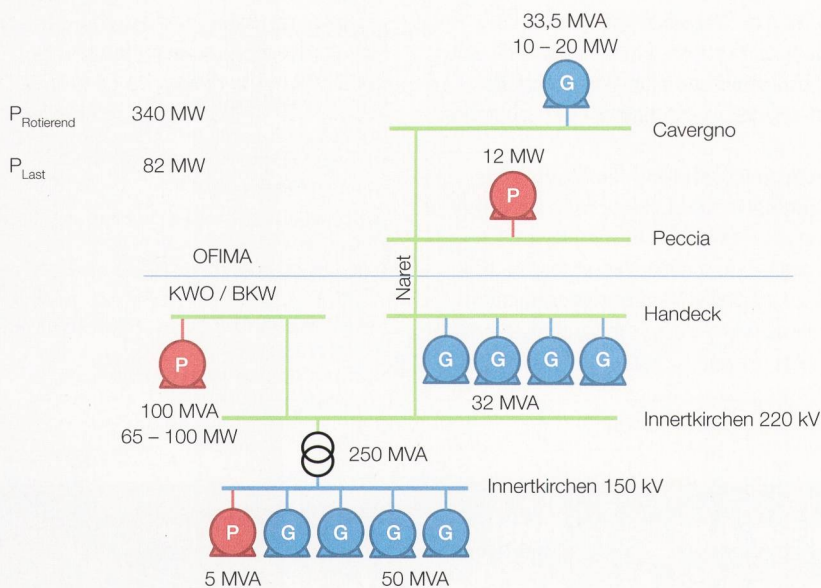 33,5 MVA
10 – 20 MW
G
P Rotierend 340 MW
Cavergno
12 MW
P Last 82 MW
P
Peccia
OFIMA
Naret
KWO / BKW
Handeck
P
G G G G
100 MVA
65 – 100 MW
32 MVA
Innertkirchen 220 kV
250 MVA
Innertkirchen 150 kV
P G G G G
5 MVA
50 MVA